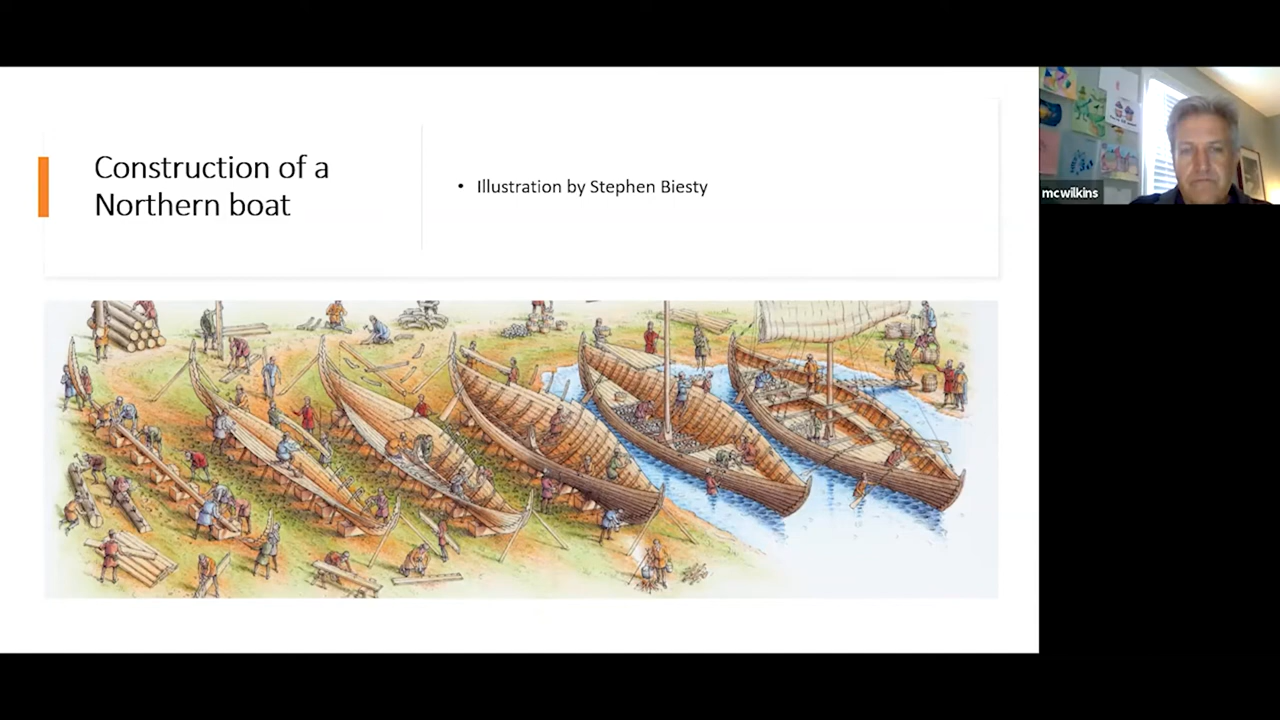 Construction of a
Northern boat
• Illustration by Stephen Biesty
mcwilkins